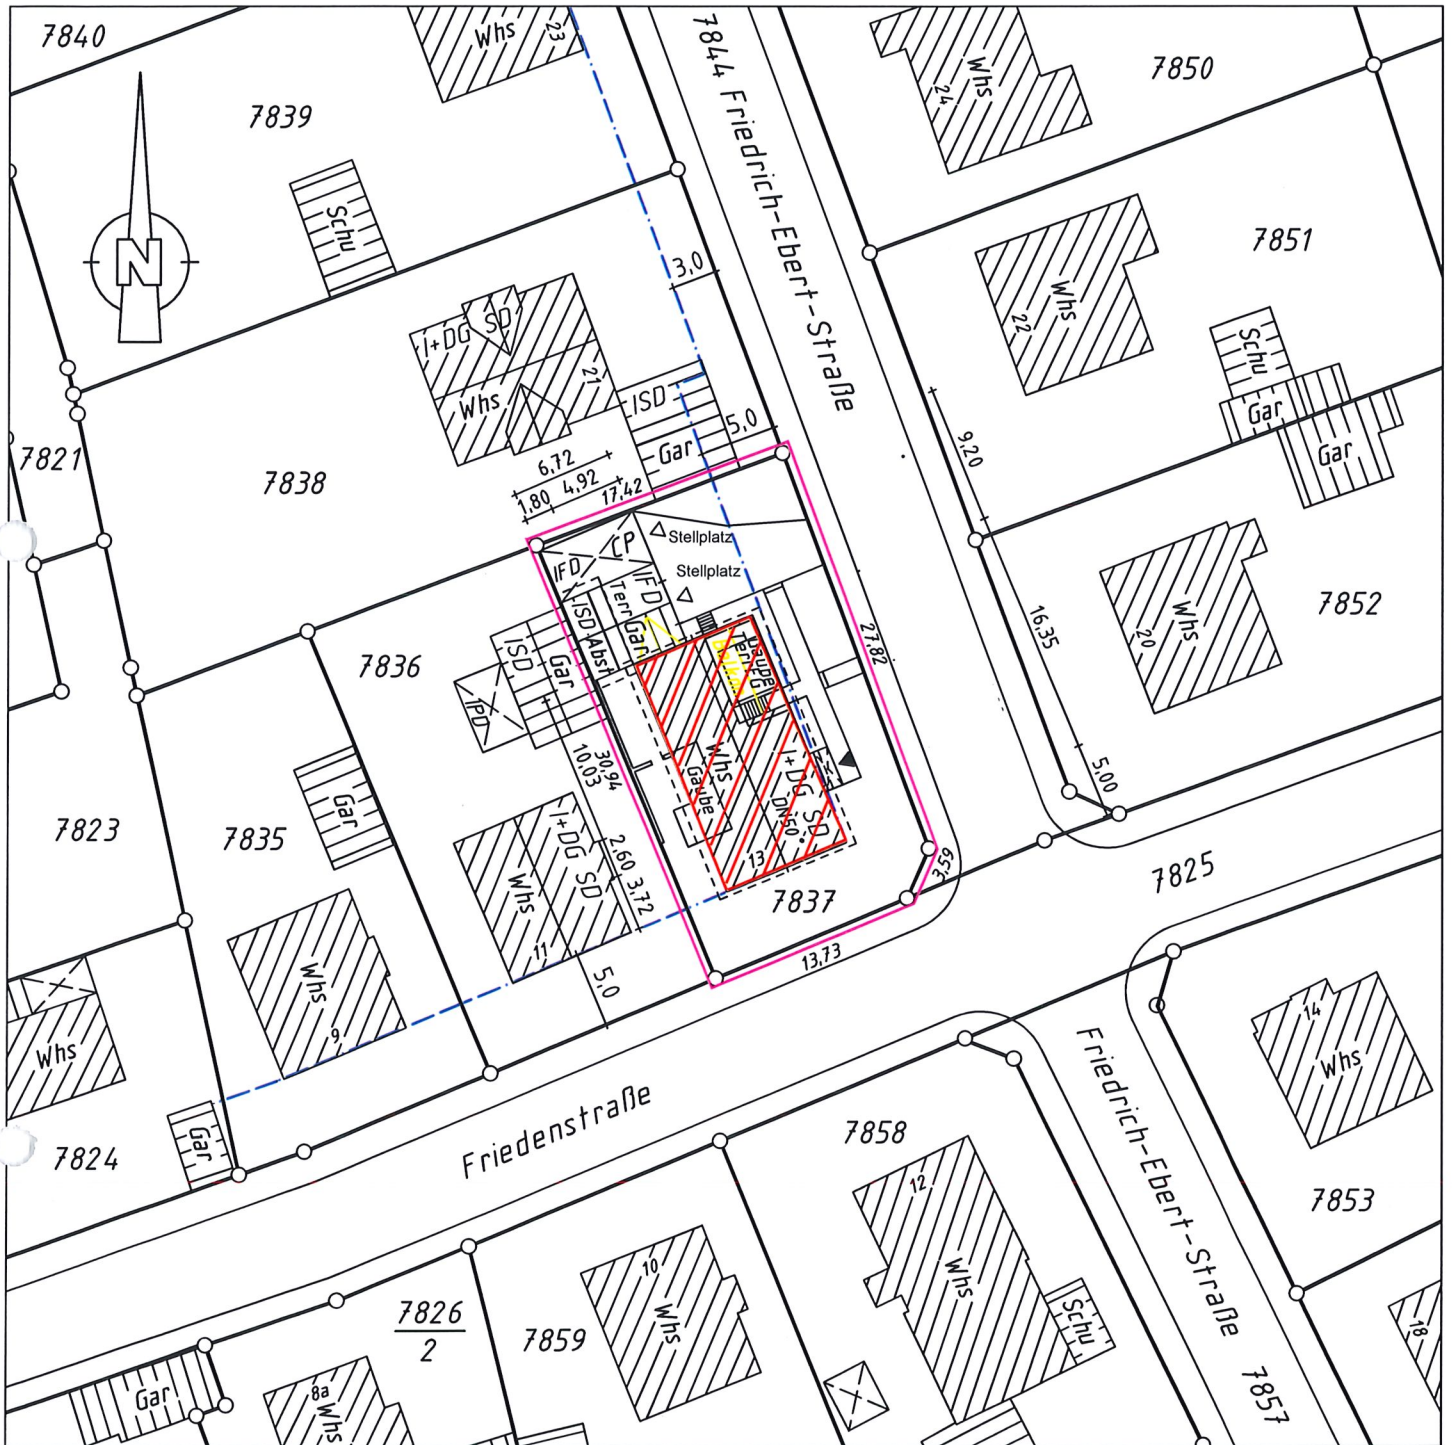 7840
Whs
23
7844 Friedrich-Ebert-Straße
Whs
24
7850
7839
Schu
N
7851
Whs
22
3,0
I+DG SD
Whs
21
ISD
Gar
5,0
Schu
Gar
Gar
7821
7838
6,72
1,80 4,92
17,42
9,20
CP
IFD
Stellplatz
Stellplatz
IFD
Terr
Gar
ISD Abst
27,82
16,35
Whs
20
7852
7836
ISD
Gar
IPD
10,03
30,94
Balkon
Gaube
Whs
Gaube
I+DG SD
DN50°
13
5,00
7823
7835
Gar
I+DG SD
Whs
11
2,60 3,72
7837
3,59
7825
13,73
5,0
Whs
9
Whs
Whs
14
7824
Gar
Friedenstraße
7858
Friedrich-Ebert-Straße
12
Whs
Schu
7853
7826
2
7859
10
Whs
Gar
8a
Whs
18
7857